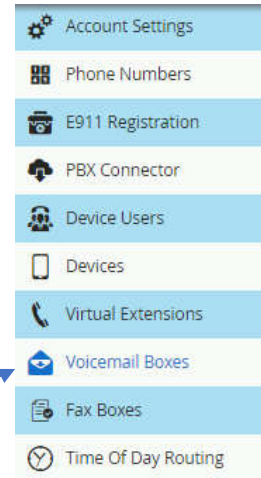 Account Settings
Phone Numbers
E911 Registration
PBX Connector
Device Users
Devices
Virtual Extensions
Voicemail Boxes
Fax Boxes
Time Of Day Routing